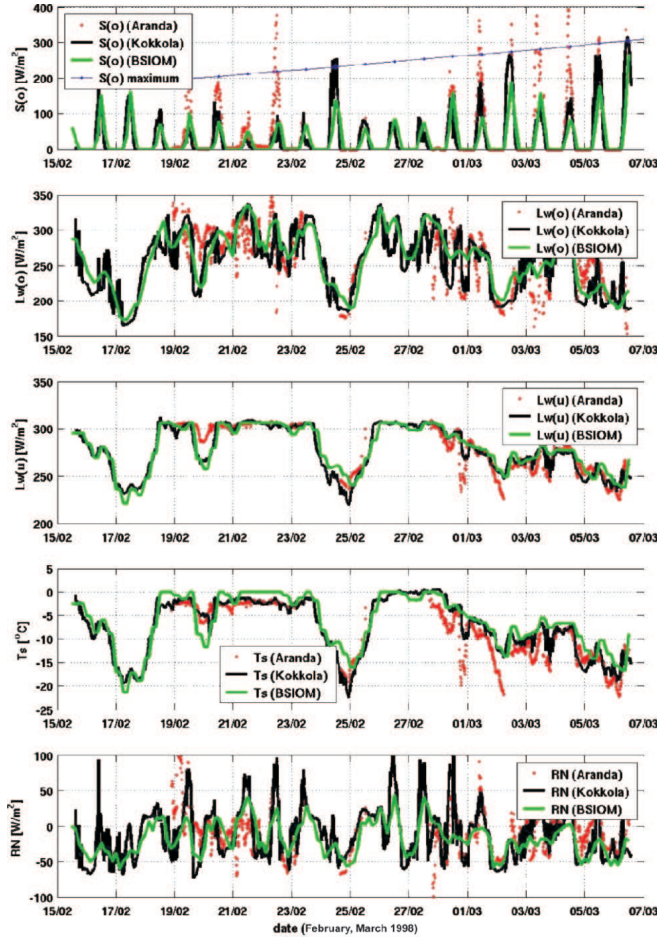 400
300
200
100
0
S(o) [W/m²]
S(o) (Aranda)
S(o) (Kokkola)
S(o) (BSIOM)
S(o) maximum
15/02 17/02 19/02 21/02 23/02 25/02 27/02 01/03 03/03 05/03 07/03
350
300
250
200
150
Lw(o) [W/m²]
Lw(o) (Aranda)
Lw(o) (Kokkola)
Lw(o) (BSIOM)
15/02 17/02 19/02 21/02 23/02 25/02 27/02 01/03 03/03 05/03 07/03
350
300
250
200
Lw(u) [W/m²]
Lw(u) (Aranda)
Lw(u) (Kokkola)
Lw(u) (BSIOM)
15/02 17/02 19/02 21/02 23/02 25/02 27/02 01/03 03/03 05/03 07/03
5
0
-5
-10
-15
-20
-25
Ts [°C]
Ts (Aranda)
Ts (Kokkola)
Ts (BSIOM)
15/02 17/02 19/02 21/02 23/02 25/02 27/02 01/03 03/03 05/03 07/03
100
50
0
-50
-100
RN [W/m²]
RN (Aranda)
RN (Kokkola)
RN (BSIOM)
15/02 17/02 19/02 21/02 23/02 25/02 27/02 01/03 03/03 05/03 07/03
date (February, March 1998)